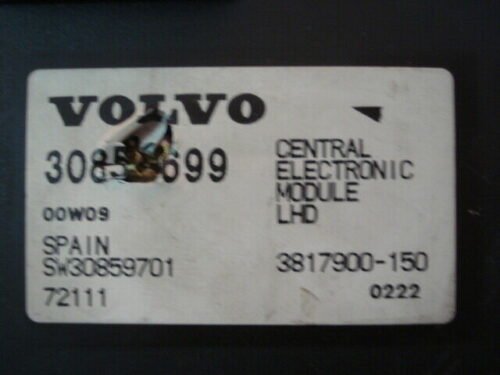 VOLVO
CENTRAL
ELECTRONIC
MODULE
LHD
00W09
SPAIN
SW30859701
3817900-150
72111
0222